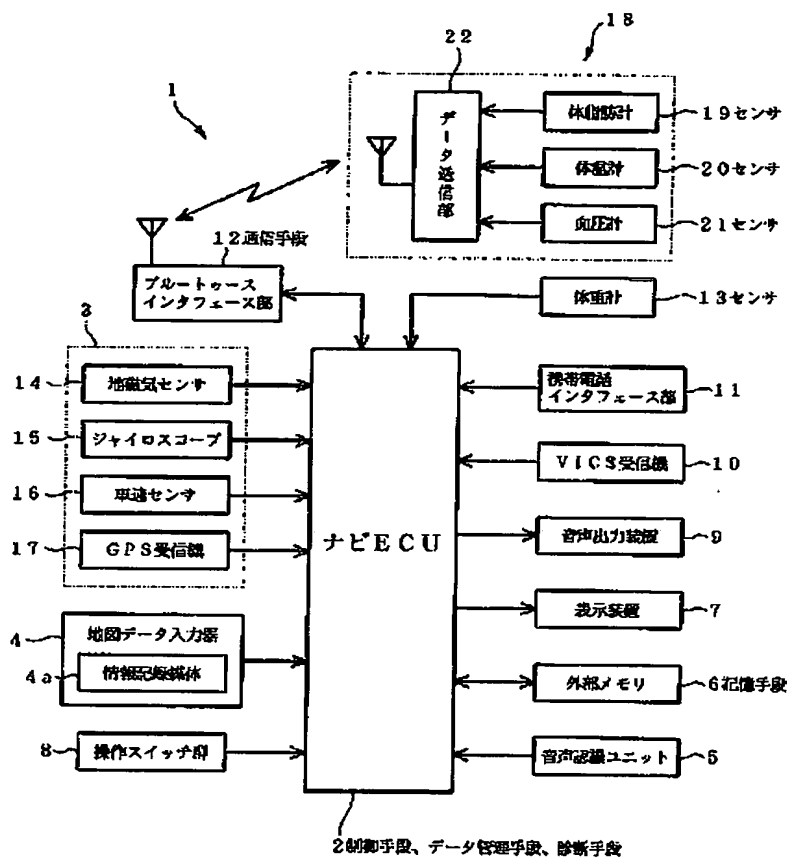 18
22
1
データ送信部
体脂肪計
19センサ
体温計
20センサ
血圧計
21センサ
12通信手段
ブルートゥース
インタフェース部
体重計
13センサ
3
14
地磁気センサ
15
ジャイロスコープ
16
車速センサ
17
GPS受信機
ナビECU
携帯電話
インタフェース部
11
VICS受信機
10
音声出力装置
9
表示装置
7
4
地図データ入力器
4a
情報記録媒体
外部メモリ
6記憶手段
8
操作スイッチ群
音声認識ユニット
5
2制御手段、データ管理手段、診断手段